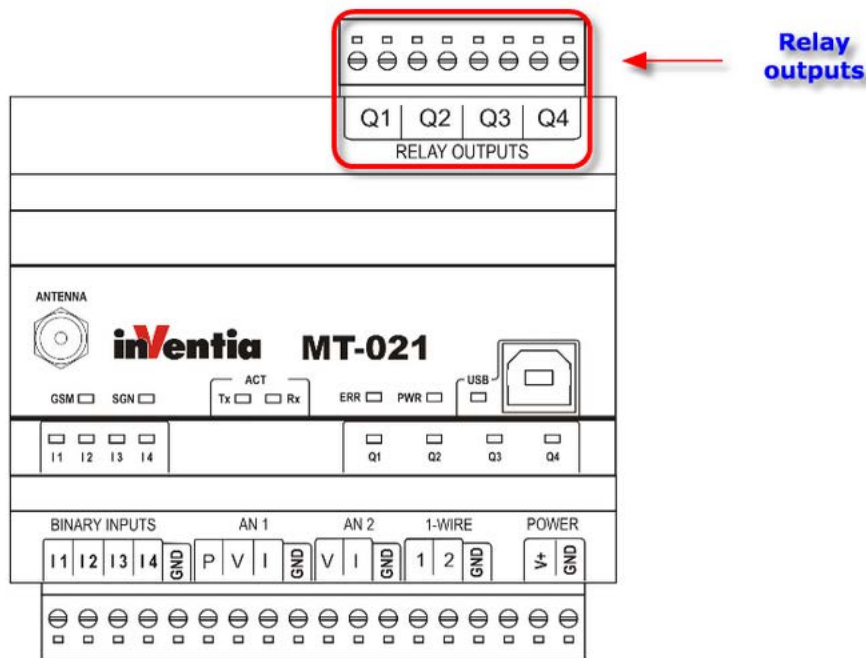 Relay
outputs
Q1 Q2 Q3 Q4
RELAY OUTPUTS
ANTENNA
inVentia MT-021
ACT
USB
GSM SGN Tx Rx ERR PWR
I1 I2 I3 I4 Q1 Q2 Q3 Q4
BINARY INPUTS AN 1 AN 2 1-WIRE POWER
I1 I2 I3 I4 GND P V I GND V I GND 1 2 GND V+ GND